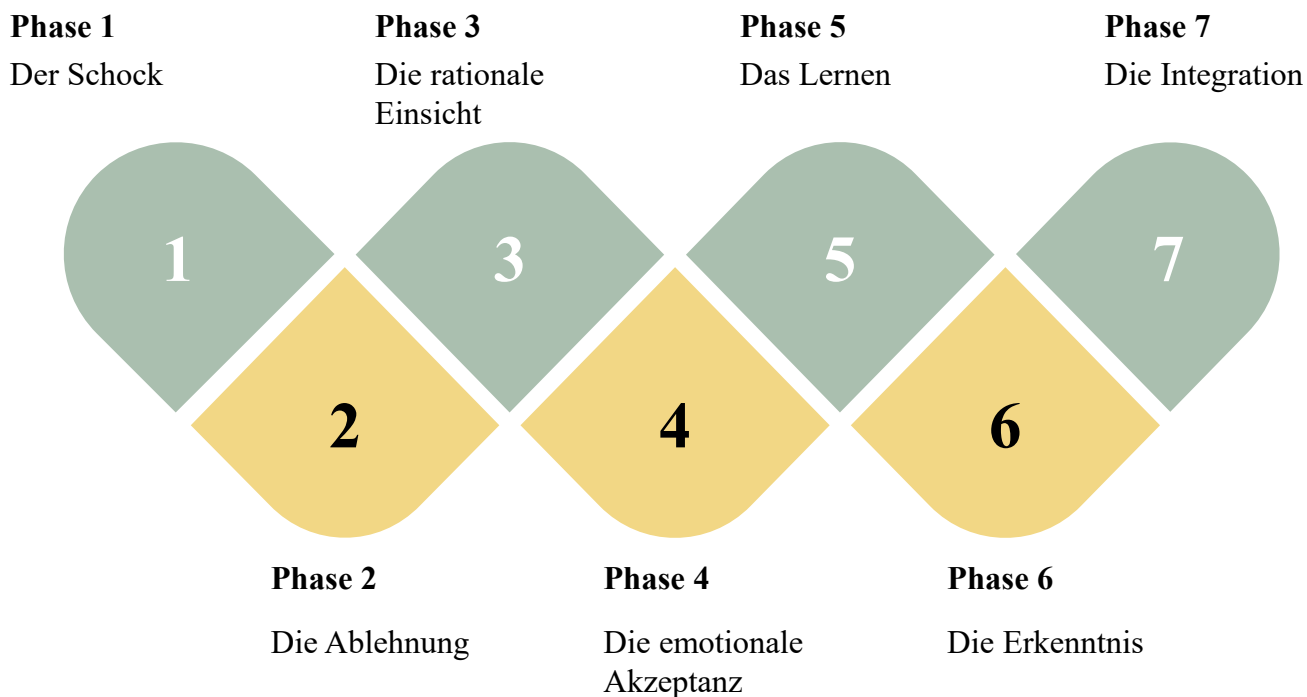 Phase 1
Der Schock
Phase 3
Die rationale
Einsicht
Phase 5
Das Lernen
Phase 7
Die Integration
1
3
5
7
2
4
6
Phase 2
Die Ablehnung
Phase 4
Die emotionale
Akzeptanz
Phase 6
Die Erkenntnis